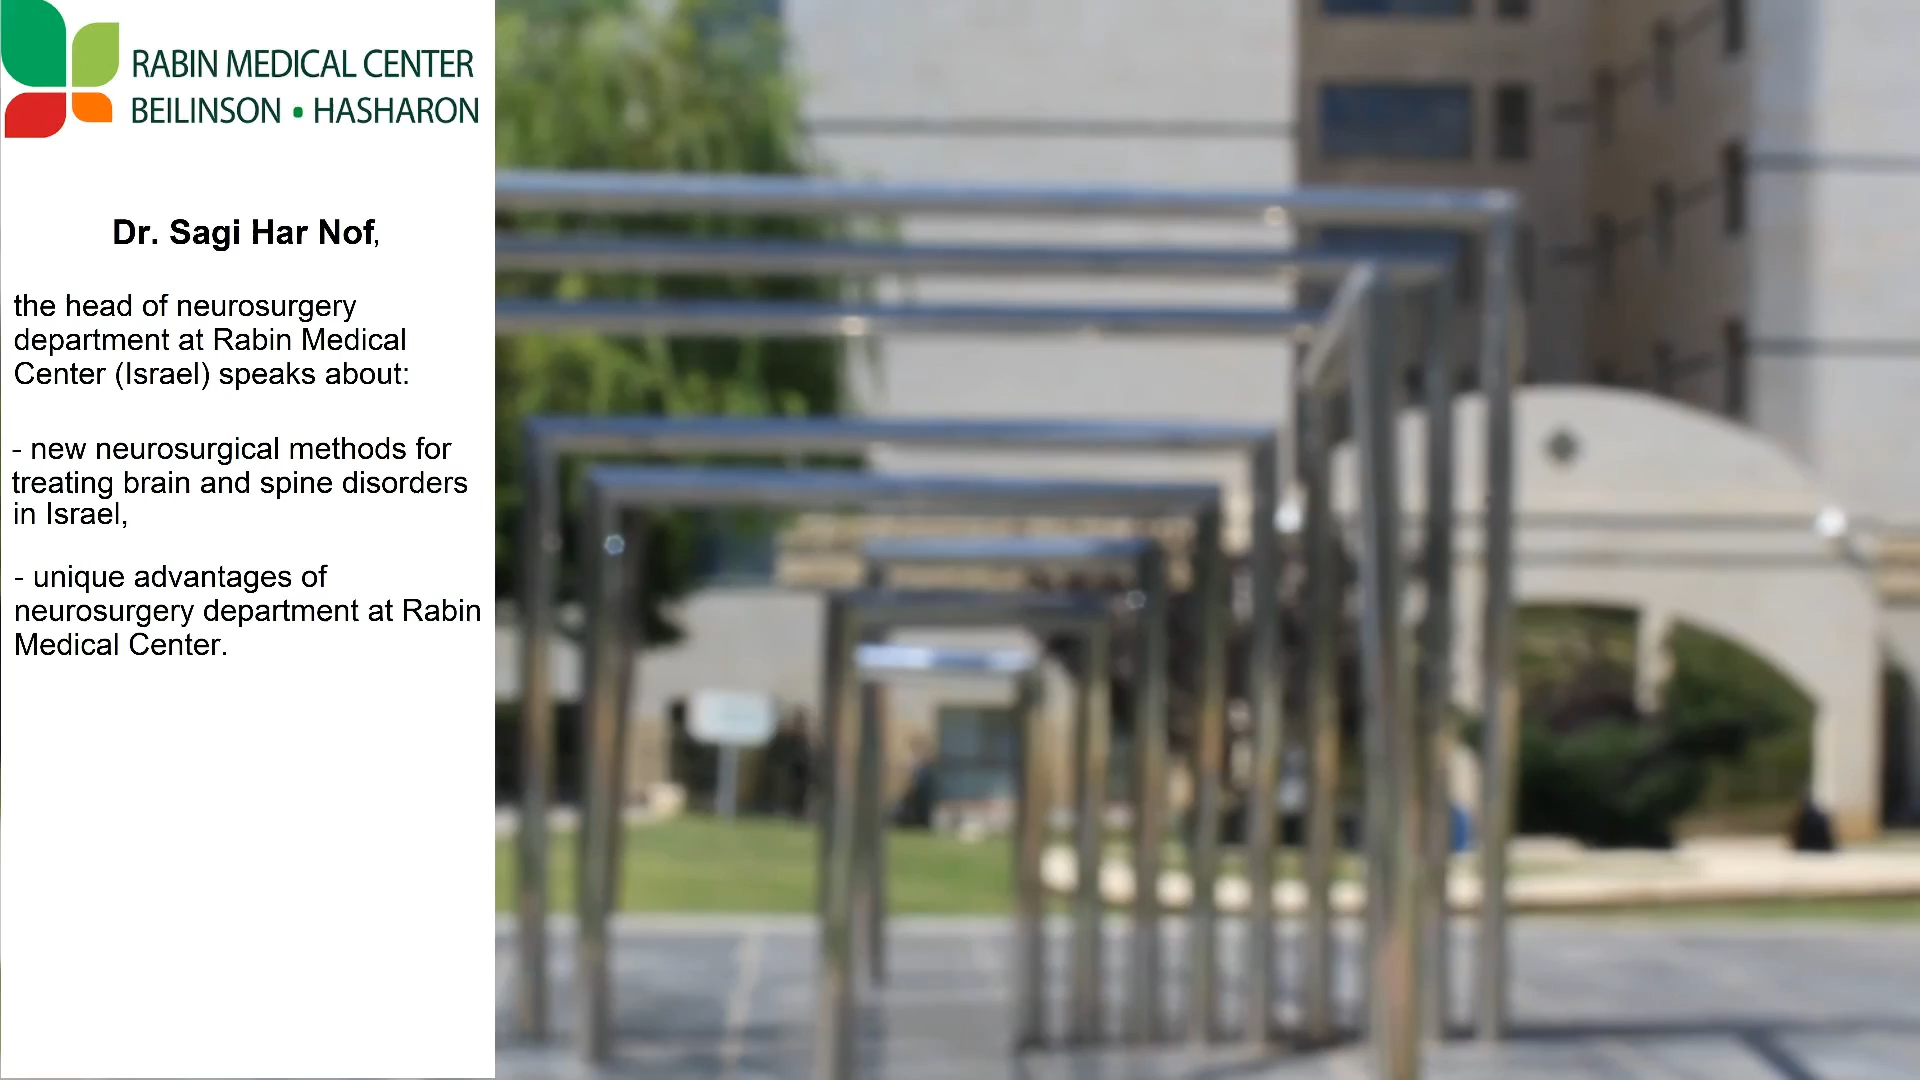 RABIN MEDICAL CENTER
BEILINSON • HASHARON
Dr. Sagi Har Nof,
the head of neurosurgery
department at Rabin Medical
Center (Israel) speaks about:
- new neurosurgical methods for
treating brain and spine disorders
in Israel,
- unique advantages of
neurosurgery department at Rabin
Medical Center.